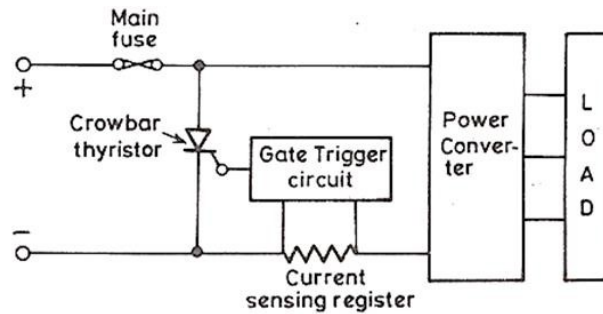 Main
fuse
+
Crowbar
thyristor
Gate Trigger
circuit
Power
Conver-
ter
L
O
A
D
-
Current
sensing register